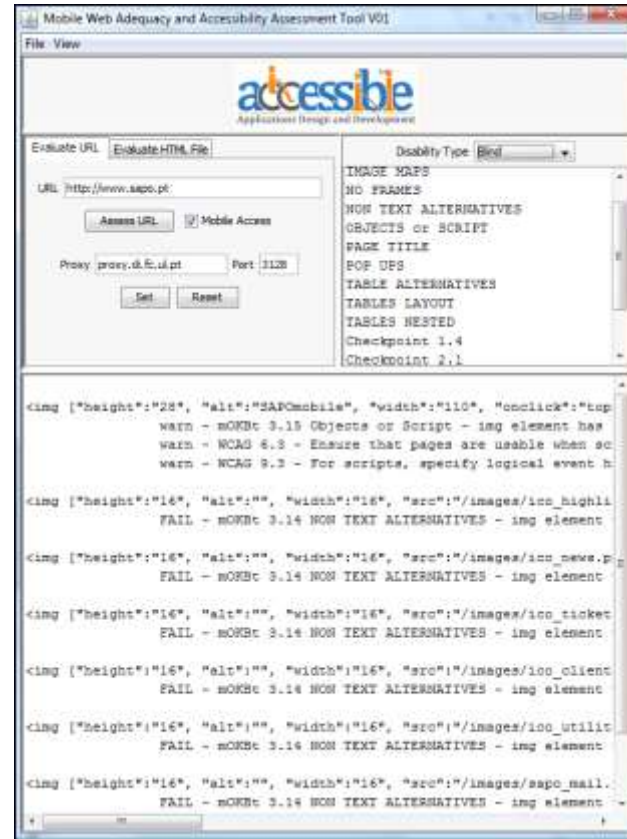 Mobile Web Adequacy and Accessibility Assessment Tool V01
File View
accessible
Applications Design and Development
Evaluate URL Evaluate HTML File
URL http://www.sapo.pt
Assess URL Mobile Access
Proxy proxy.di.fc.ul.pt Port 3128
Set Reset
Disability Type Blind
IMAGE MAPS
NO FRAMES
NON TEXT ALTERNATIVES
OBJECTS or SCRIPT
PAGE TITLE
POP UPS
TABLE ALTERNATIVES
TABLES LAYOUT
TABLES NESTED
Checkpoint 1.4
Checkpoint 2.1
<img ["height":"28", "alt":"SAPOmobile", "width":"110", "onclick":"top
warn - mOKBt 3.15 Objects or Script - img element has
warn - WCAG 6.3 - Ensure that pages are usable when sc
warn - WCAG 9.3 - For scripts, specify logical event h
<img ["height":"16", "alt":"", "width":"16", "src":"/images/ico_highli
FAIL - mOKBt 3.14 NON TEXT ALTERNATIVES - img element
<img ["height":"16", "alt":"", "width":"16", "src":"/images/ico_news.p
FAIL - mOKBt 3.14 NON TEXT ALTERNATIVES - img element
<img ["height":"16", "alt":"", "width":"16", "src":"/images/ico_ticket
FAIL - mOKBt 3.14 NON TEXT ALTERNATIVES - img element
<img ["height":"16", "alt":"", "width":"16", "src":"/images/ico_client
FAIL - mOKBt 3.14 NON TEXT ALTERNATIVES - img element
<img ["height":"16", "alt":"", "width":"16", "src":"/images/ico_utilit
FAIL - mOKBt 3.14 NON TEXT ALTERNATIVES - img element
<img ["height":"16", "alt":"", "width":"16", "src":"/images/sapo_mail.
FAIL - mOKBt 3.14 NON TEXT ALTERNATIVES - img element